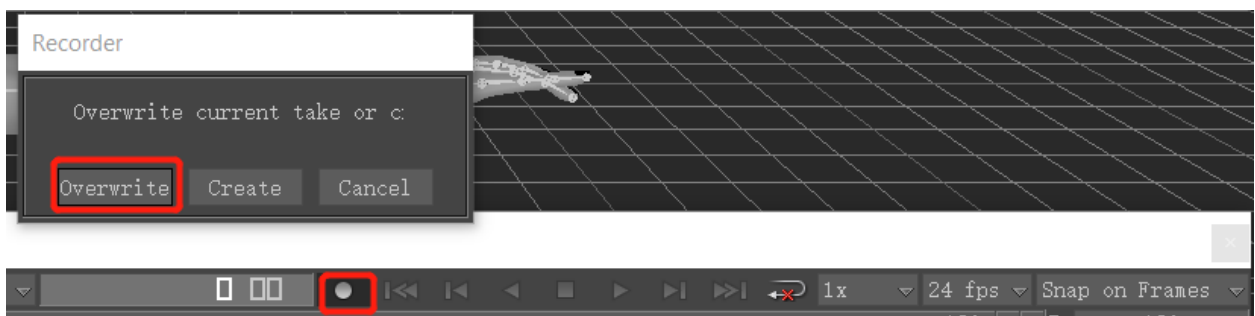 Recorder
Overwrite current take or c:
Overwrite Create Cancel
1x 24 fps Snap on Frames